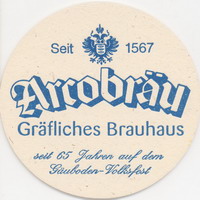 Seit 1567
Arcobräu
Gräfliches Brauhaus
seit 65 Jahren auf dem
Gäuboden-Volksfest